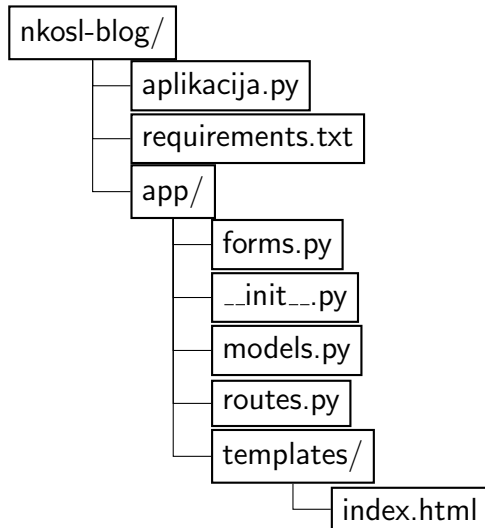 nkosl-blog/
aplikacija.py
requirements.txt
app/
forms.py
__init__.py
models.py
routes.py
templates/
index.html